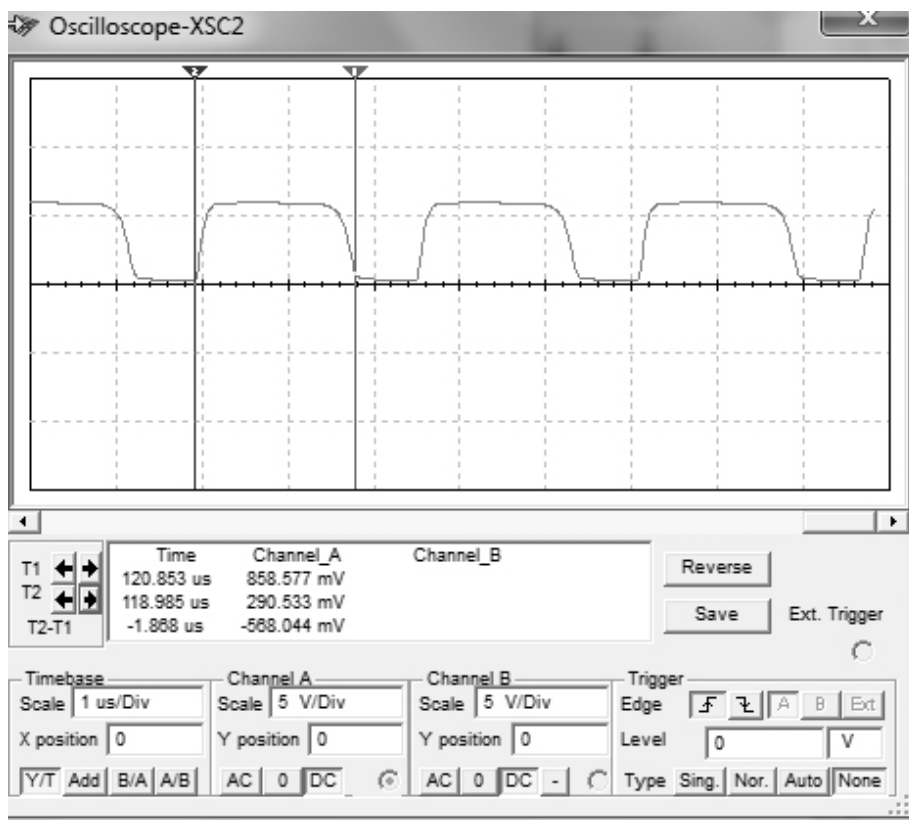 Oscilloscope-XSC2
X
2 1
Time Channel_A Channel_B
T1 120.853 us 858.577 mV
T2 118.985 us 290.533 mV
T2-T1 -1.868 us -568.044 mV
Reverse
Save Ext. Trigger
Timebase Channel A Channel B Trigger
Scale 1 us/Div Scale 5 V/Div Scale 5 V/Div Edge A B Ext
X position 0 Y position 0 Y position 0 Level 0 V
Y/T Add B/A A/B AC 0 DC AC 0 DC - Type Sing. Nor. Auto None